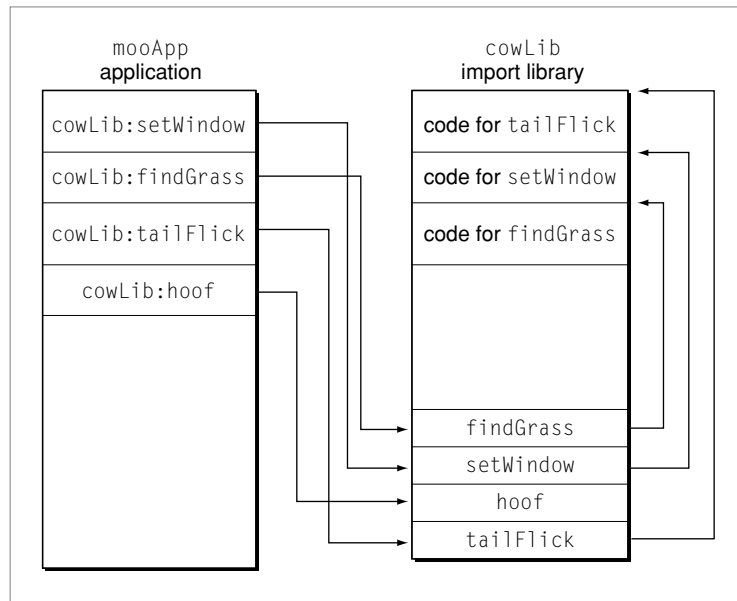 mooApp
application
cowLib:setWindow
cowLib:findGrass
cowLib:tailFlick
cowLib:hoof
cowLib
import library
code for tailFlick
code for setWindow
code for findGrass
findGrass
setWindow
hoof
tailFlick